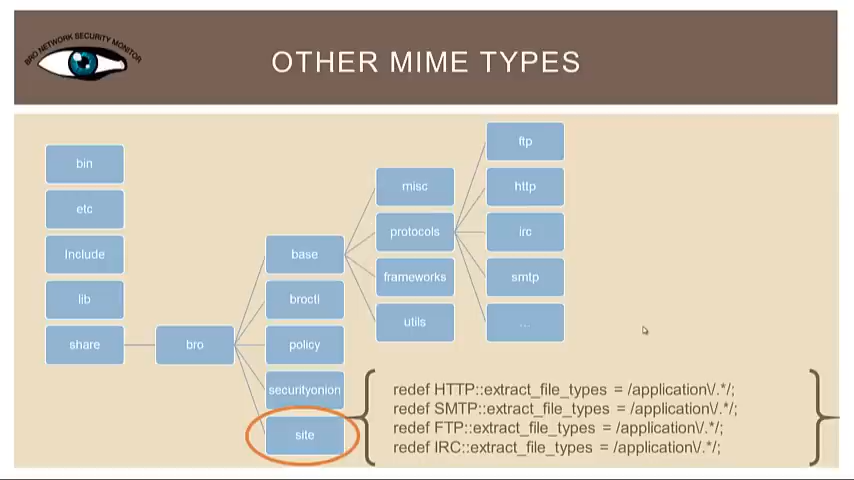 BRO NETWORK SECURITY MONITOR
OTHER MIME TYPES
bin
etc
Include
lib
share
bro
base
broctl
policy
securityonion
site
misc
protocols
frameworks
utils
ftp
http
irc
smtp
...
redef HTTP::extract_file_types = /application\/.*/;
redef SMTP::extract_file_types = /application\/.*/;
redef FTP::extract_file_types = /application\/.*/;
redef IRC::extract_file_types = /application\/.*/;